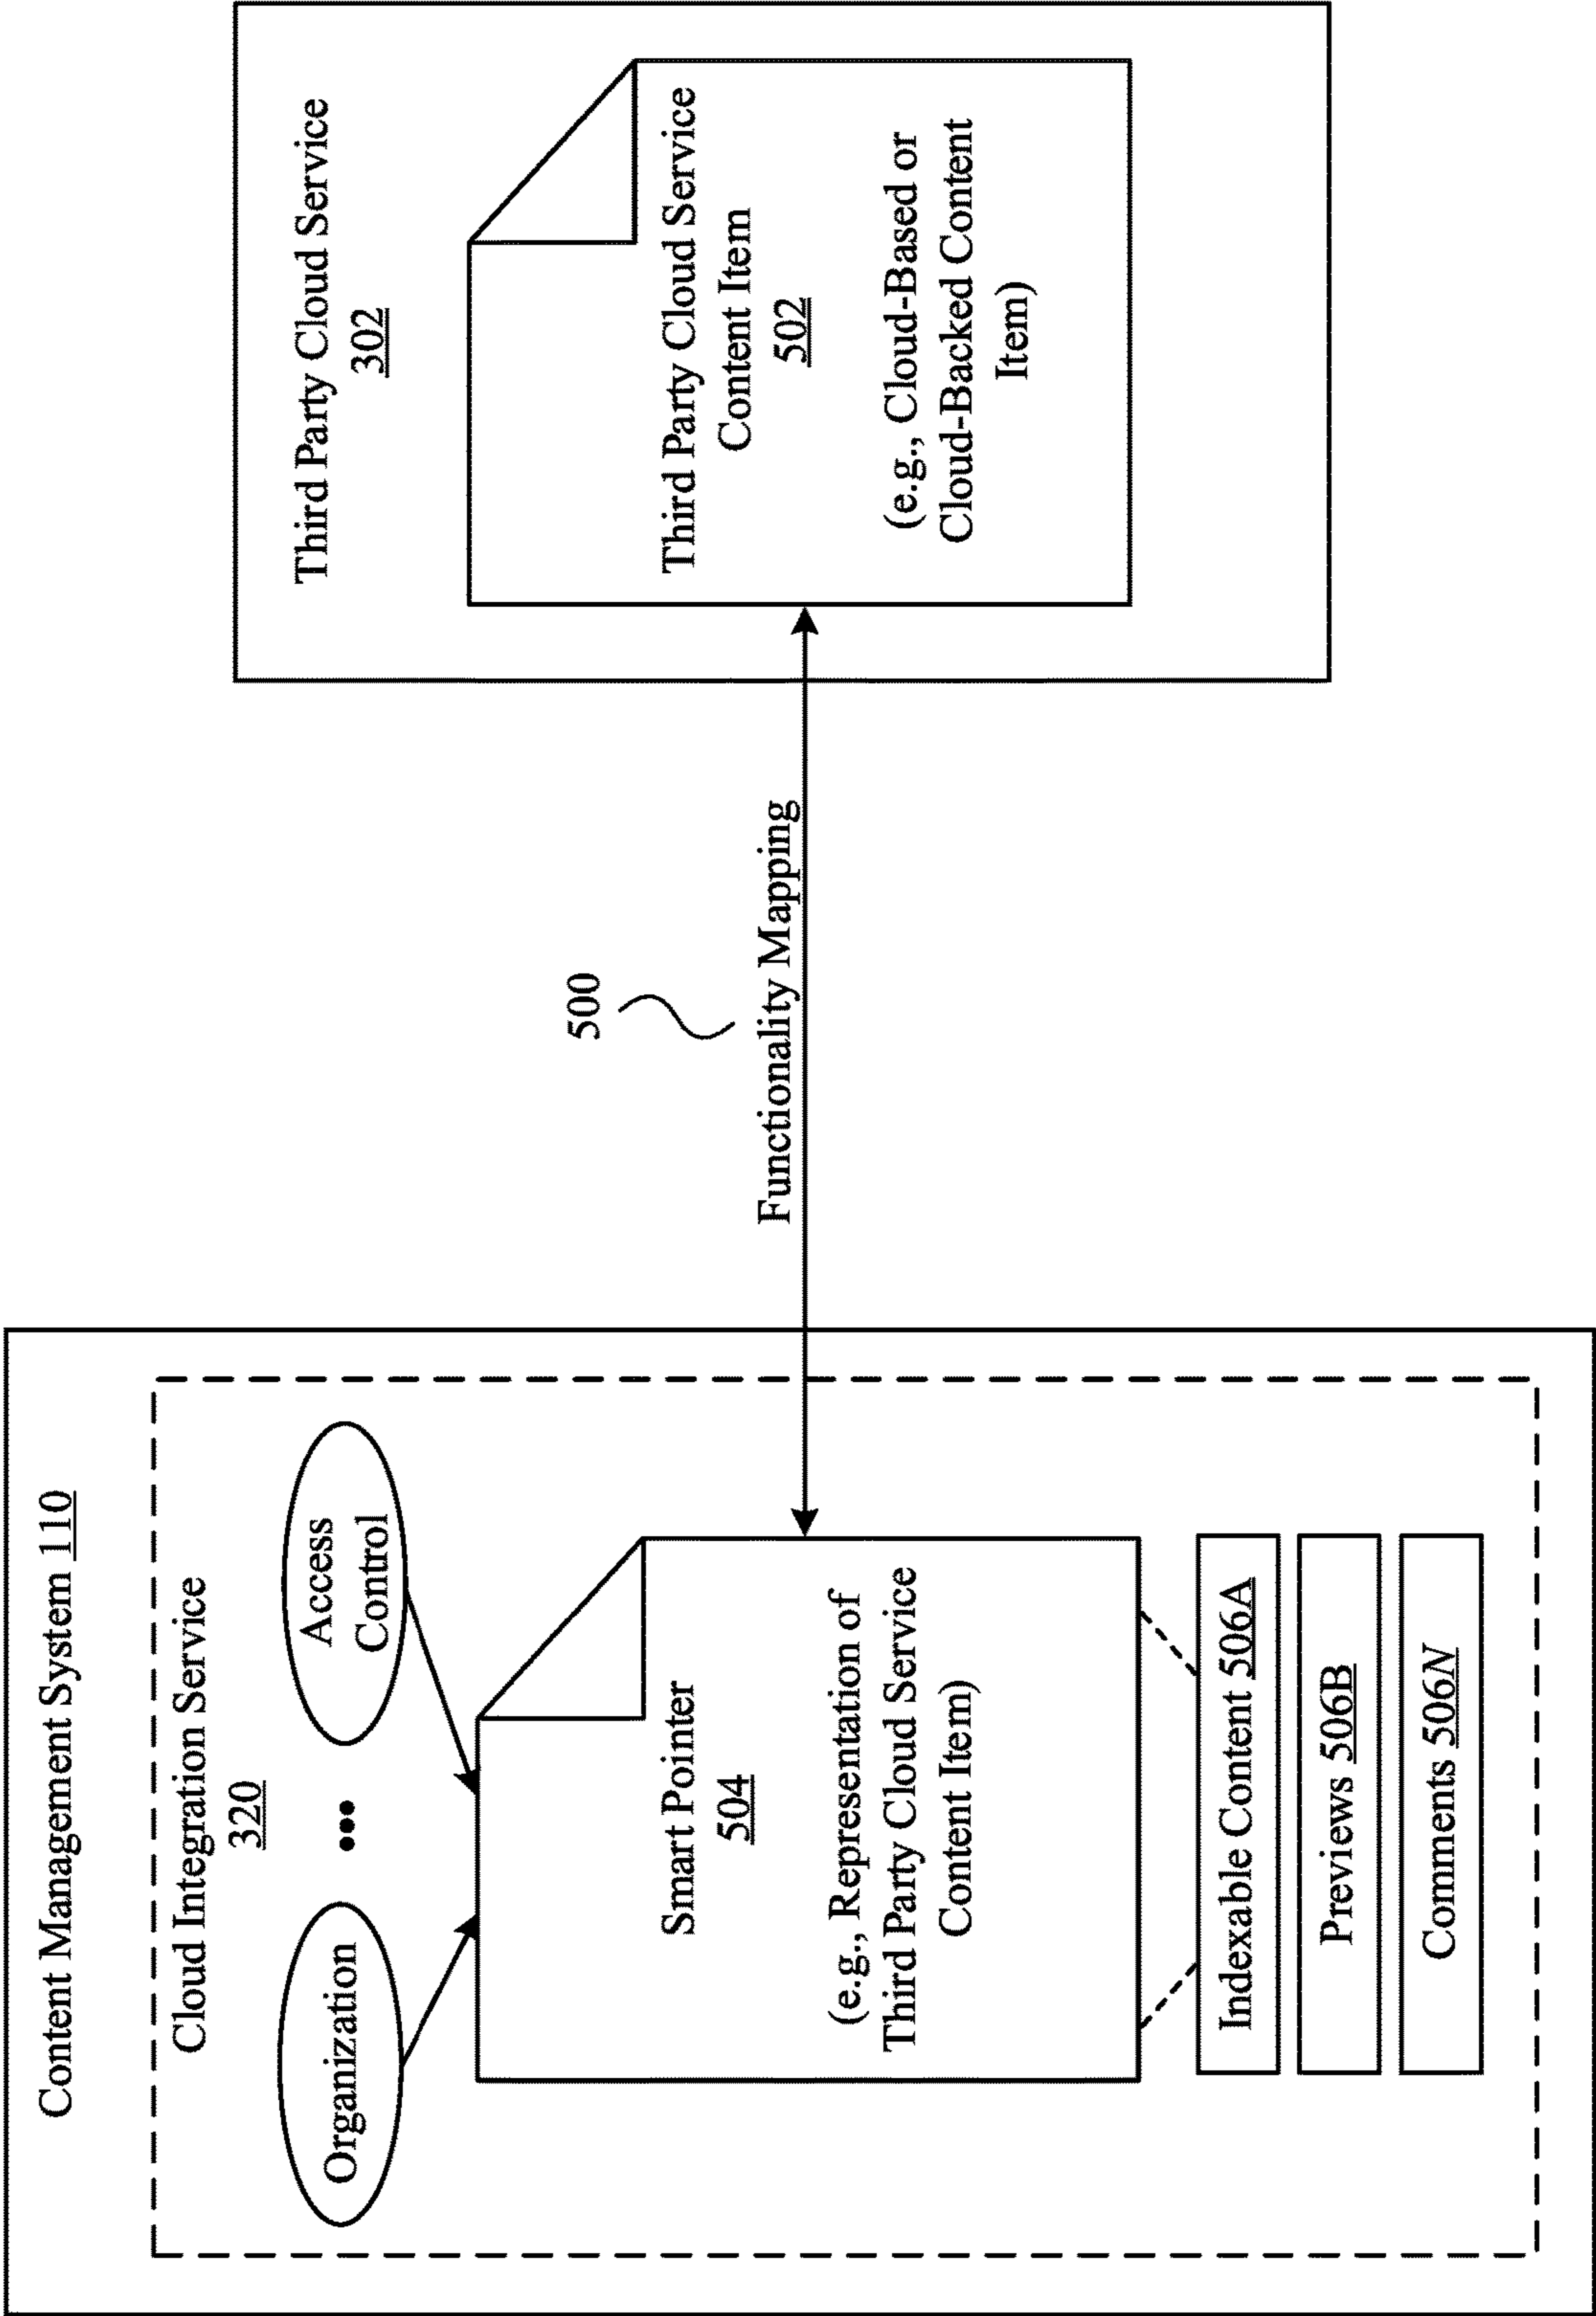 Content Management System 110
Cloud Integration Service
320
Organization
•••
Access
Control
Smart Pointer
504
(e.g., Representation of
Third Party Cloud Service
Content Item)
Indexable Content 506A
Previews 506B
Comments 506N
500
Functionality Mapping
Third Party Cloud Service
302
Third Party Cloud Service
Content Item
502
(e.g., Cloud-Based or
Cloud-Backed Content
Item)